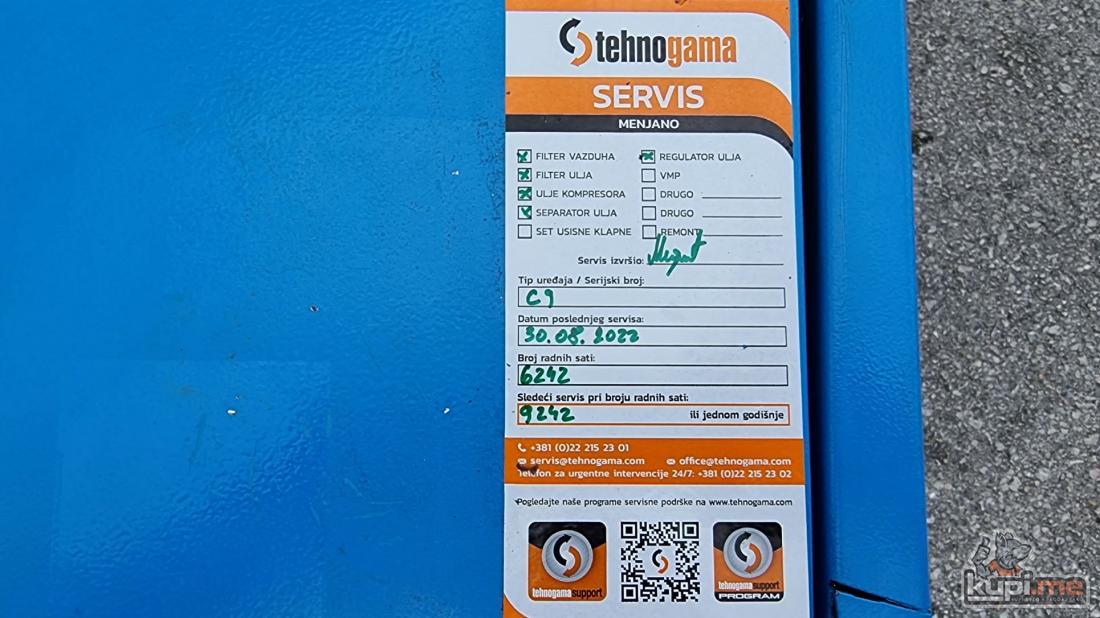 tehnogama
SERVIS
MENJANO
FILTER VAZDUHA
FILTER ULJA
ULJE KOMPRESORA
SEPARATOR ULJA
SET USISNE KLAPNE
REGULATOR ULJA
VMP
DRUGO
DRUGO
REMONT
Servis izvršio:
Tip uređaja / Serijski broj:
C9
Datum poslednjeg servisa:
30.08.2022
Broj radnih sati:
6242
Sledeći servis pri broju radnih sati:
9242 ili jednom godišnje
+381 (0)22 215 23 01
servis@tehnogama.com office@tehnogama.com
Telefon za urgentne intervencije 24/7: +381 (0)22 215 23 02
Pogledajte naše programe servisne podrške na www.tehnogama.com
tehnogama support
tehnogama support
PROGRAM
kupi.me